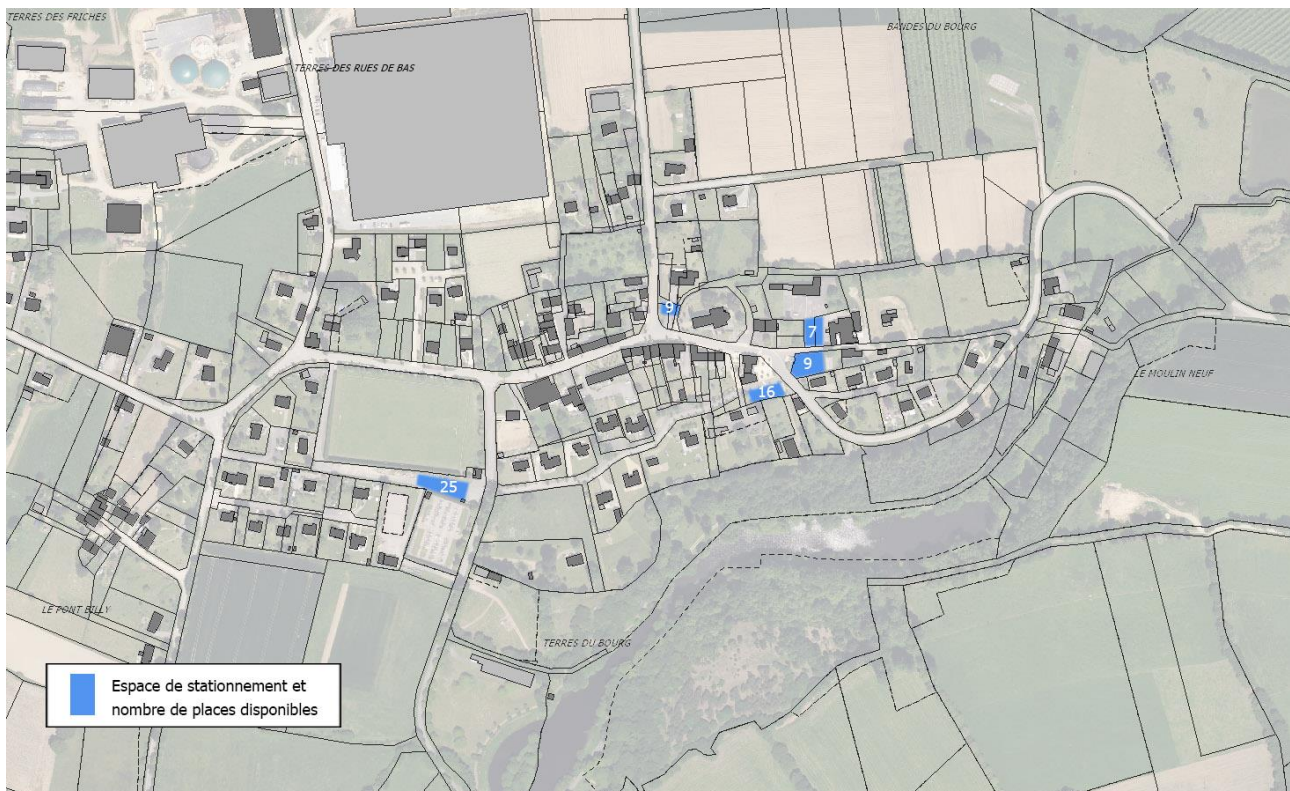 TERRES DES FRICHES
BANDES DU BOURG
TERRES DES RUES DE BAS
9
7
9
16
LE MOULIN NEUF
25
LE PONT BILLY
TERRES DU BOURG
Espace de stationnement et
nombre de places disponibles